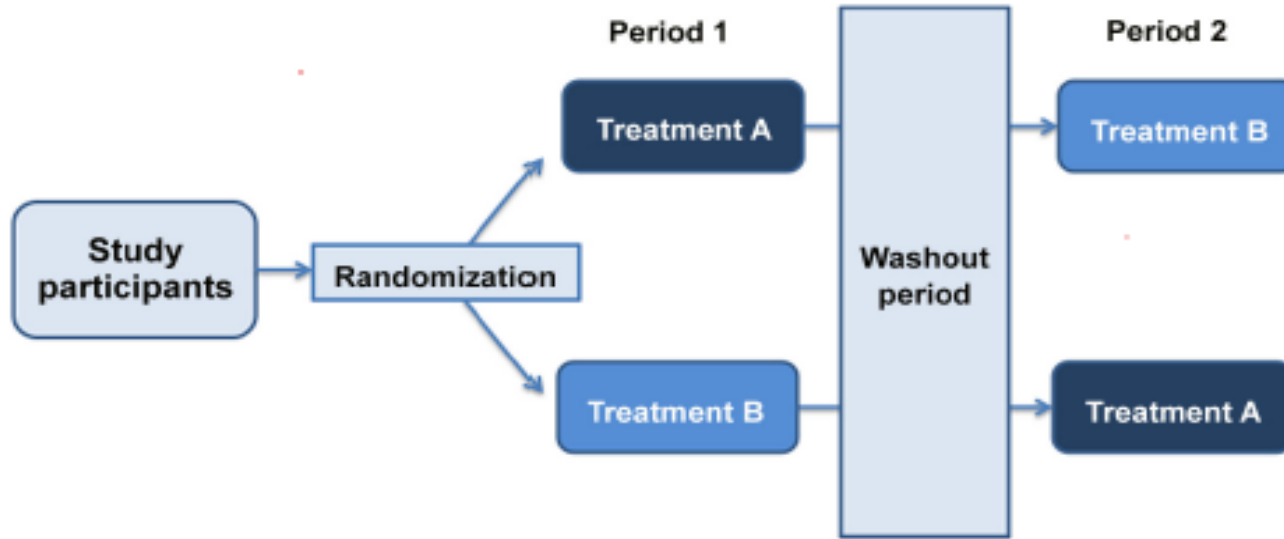 Period 1
Period 2
Treatment A
Treatment B
Study
participants
Randomization
Washout
period
Treatment B
Treatment A